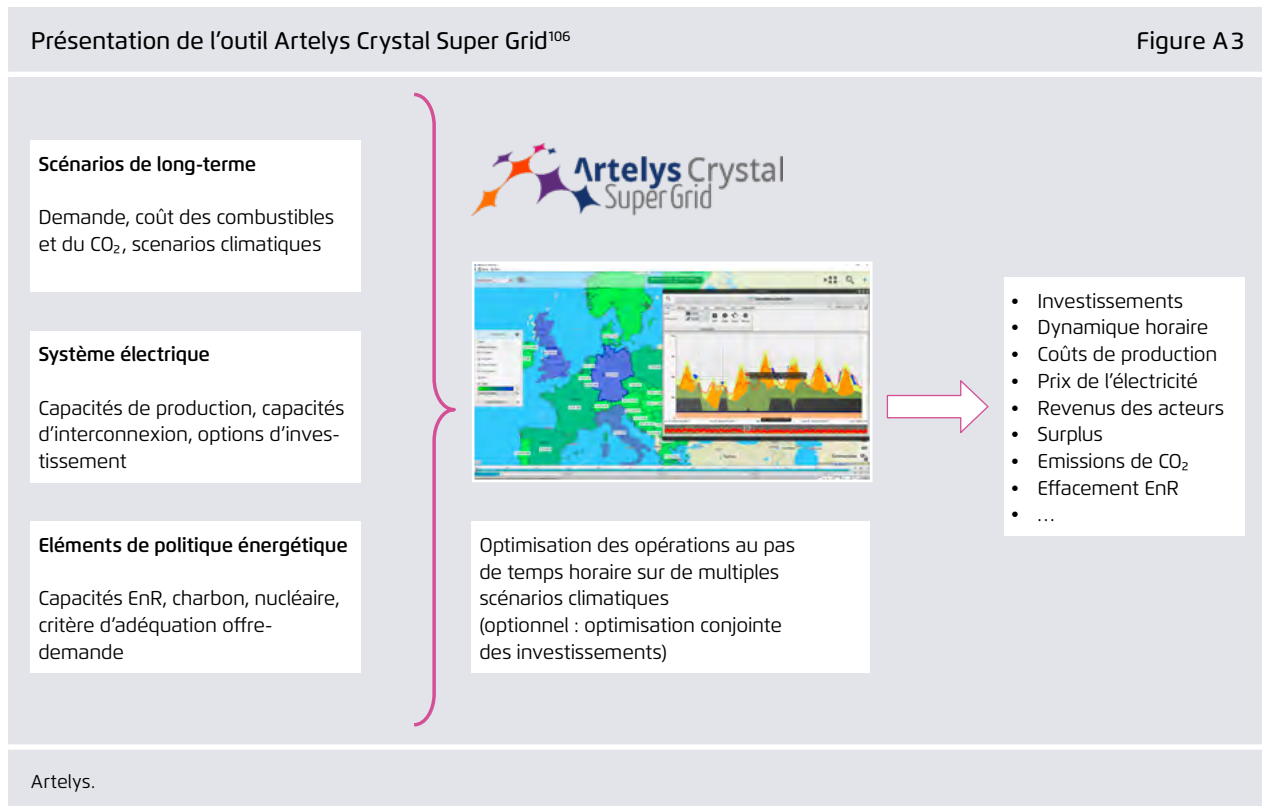 Présentation de l'outil Artelys Crystal Super Grid¹⁰⁶
Figure A3
Scénarios de long-terme
Demande, coût des combustibles
et du CO₂, scenarios climatiques
Système électrique
Capacités de production, capacités
d'interconnexion, options d'inves-
tissement
Eléments de politique énergétique
Capacités EnR, charbon, nucléaire,
critère d'adéquation offre-
demande
Artelys Crystal
Super Grid
Optimisation des opérations au pas
de temps horaire sur de multiples
scénarios climatiques
(optionnel : optimisation conjointe
des investissements)
• Investissements
• Dynamique horaire
• Coûts de production
• Prix de l'électricité
• Revenus des acteurs
• Surplus
• Emissions de CO₂
• Effacement EnR
• …
Artelys.